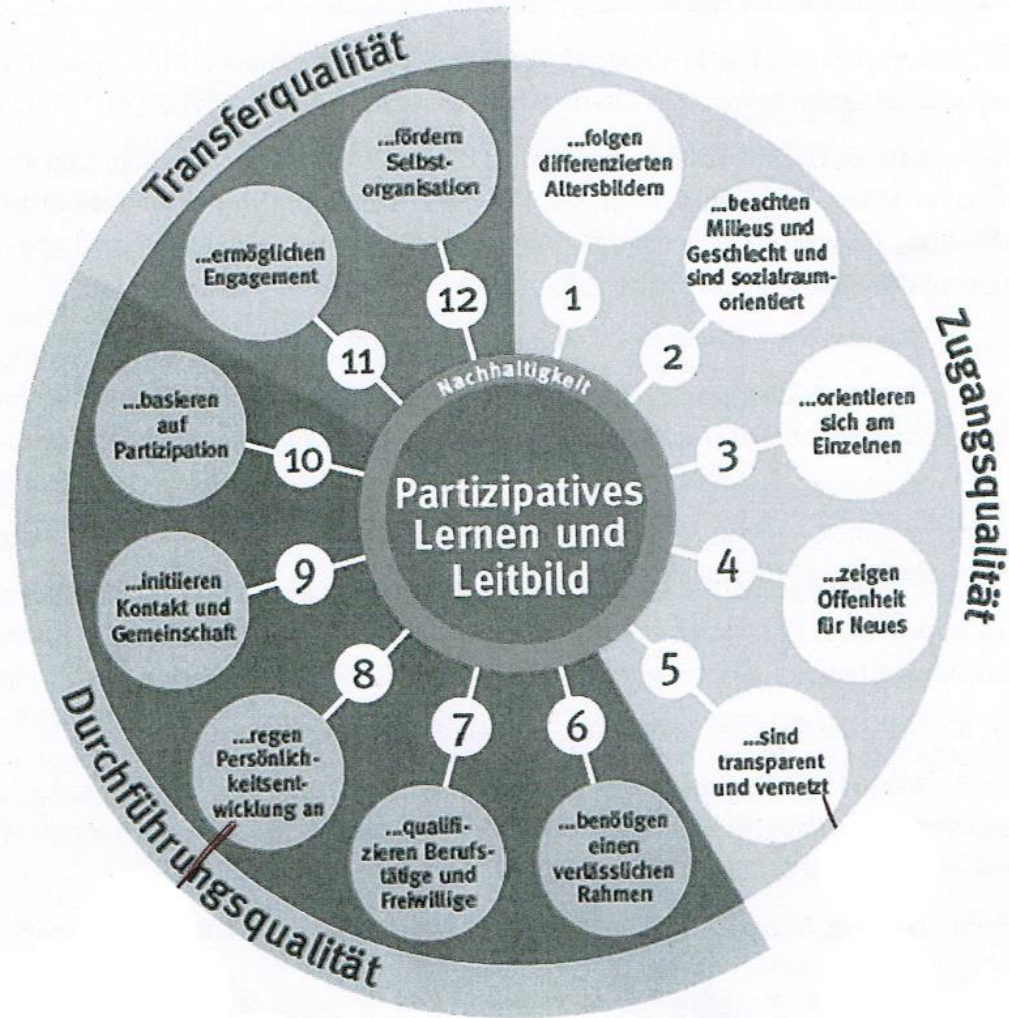 Transferqualität
Zugangsqualität
Durchführungsqualität
Nachhaltigkeit
Partizipatives
Lernen und
Leitbild
1
...folgen
differenzierten
Altersbildern
2
...beachten
Milieus und
Geschlecht und
sind sozialraum-
orientiert
3
...orientieren
sich am
Einzelnen
4
...zeigen
Offenheit
für Neues
5
...sind
transparent
und vernetzt
6
...benötigen
einen
verlässlichen
Rahmen
7
...qualifi-
zieren Berufs-
tätige und
Freiwillige
8
...regen
Persönlich-
keitsent-
wicklung an
9
...initiieren
Kontakt und
Gemeinschaft
10
...basieren
auf
Partizipation
11
...ermöglichen
Engagement
12
...fördern
Selbst-
organisation